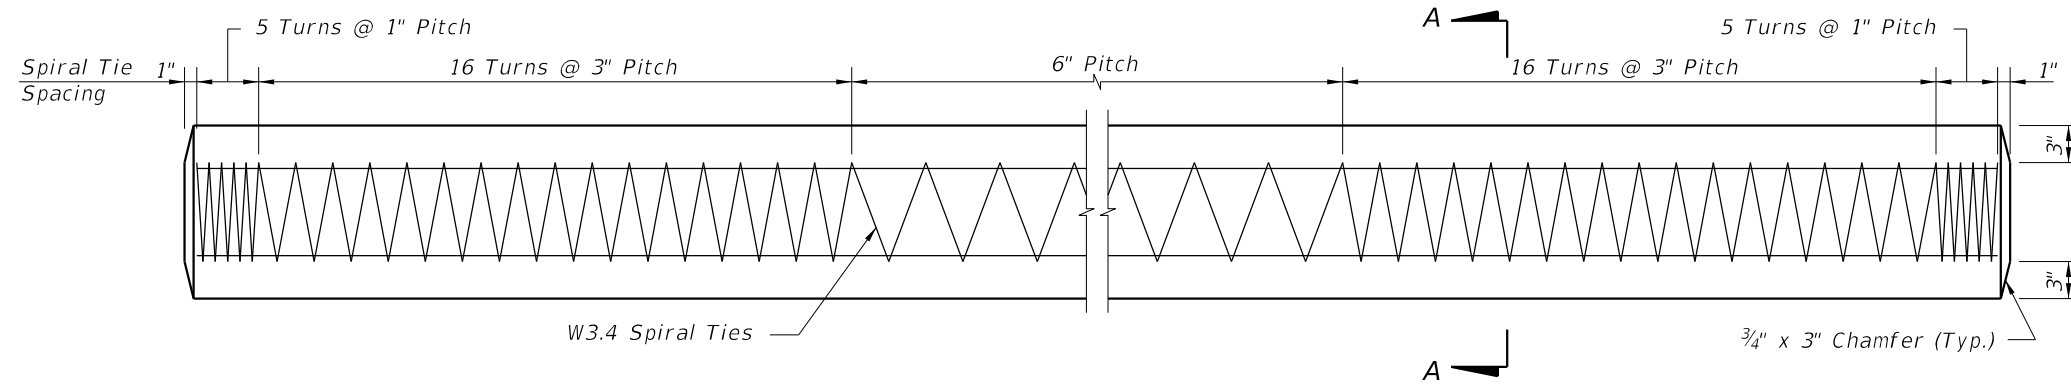 A
5 Turns @ 1" Pitch
5 Turns @ 1" Pitch
Spiral Tie
Spacing
1"
16 Turns @ 3" Pitch
6" Pitch
16 Turns @ 3" Pitch
1"
3"
3"
W3.4 Spiral Ties
¾" x 3" Chamfer (Typ.)
A